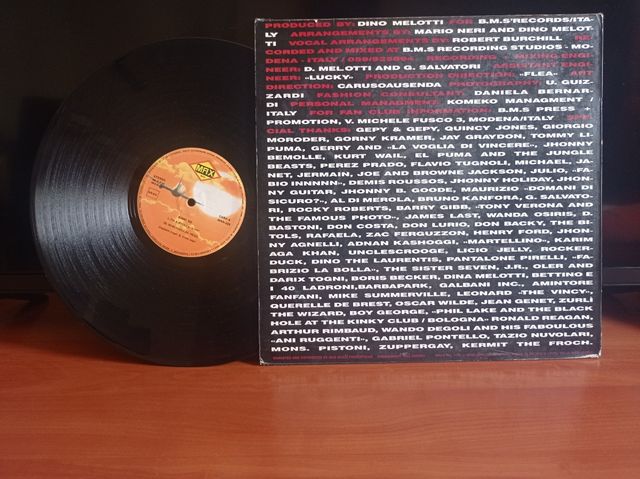 MAXI
PRODUCED BY: DINO MELOTTI FOR B.M.S'RECORDS/ITA-
LY ARRANGEMENTS BY: MARIO NERI AND DINO MELOT-
TI VOCAL ARRANGEMENTS BY: ROBERT BURCHILL RE-
CORDED AND MIXED AT B.M.S RECORDING STUDIOS - MO-
DENA - ITALY / 059/525094 RECORDING - MIXING ENGI-
NEER: D. MELOTTI AND G. SALVATORI ASSISTANT ENGI-
NEER: «LUCKY» PRODUCTION DIRECTION: «FLEA» ART
DIRECTION: CARUSOAUSENDA PHOTOGRAPHY: U. GUIZ-
ZARDI FASHION CONSULTANT: DANIELA BERNAR-
DI PERSONAL MANAGMENT: KOMEKO MANAGMENT /
ITALY FOR FAN CLUB INFORMATION: B.M.S PRESS -
PROMOTION, V. MICHELE FUSCO 3, MODENA/ITALY SPE-
CIAL THANKS: GEPY & GEPY, QUINCY JONES, GIORGIO
MORODER, GORNY KRAMER, JAY GRAYDON, TOMMY LI-
PUMA, GERRY AND «LA VOGLIA DI VINCERE», JHONNY
BEMOLLE, KURT WAIL, EL PUMA AND THE JUNGLE
BEASTS, PEREZ PRADO, FLAVIO TUGNOLI, MICHAEL, JA-
NET, JERMAÌN, JOE AND BROWNE JACKSON, JULIO, «FA-
BIO INNNNN», DEMIS ROUSSOS, JHONNY HOLIDAY, JHON-
NY GUITAR, JHONNY B. GOODE, MAURIZIO «DOMANI DI
SICURO?», AL DI MEROLA, BRUNO KANFORA, G. SALVATO-
RI, ROCKY ROBERTS, BARRY GIBB, «TONY VERONA AND
THE FAMOUS PHOTO», JAMES LAST, WANDA OSIRIS, D.
BASTONI, DON COSTA, DON LURIO, DON BACKY, THE BI-
TOLS, RAFAELA, ZAC FERGUZZON, HENRY FORD, JHON-
NY AGNELLI, ADNAN KASHOGGI, «MARTELLINO», KARIM
AGA KHAN, UNCLESCROOGE, LICIO JELLY, ROCKER-
DUCK, DINO THE LAURENTIS, PANTALONE PIRELLI, «FA-
BRIZIO LA BOLLA», THE SISTER SEVEN, J.R., OLER AND
DARIX TOGNI, BORIS BECKER, DINA MELOTTI, BETTINO E
I 40 LADRONI,BARBAPARK, GALBANI INC., AMINTORE
FANFANI, MIKE SUMMERVILLE, LEONARD «THE VINCY»,
QUERELLE DE BREST, OSCAR WILDE, JEAN GENET, ZURLÌ
THE WIZARD, BOY GEORGE, «PHIL LAKE AND THE BLACK
HOLE AT THE KINKY CLUB / BOLOGNA» RONALD REAGAN,
ARTHUR RIMBAUD, WANDO DEGOLI AND HIS FABOULOUS
«ANI RUGGENTI», GABRIEL PONTELLO, TAZIO NUVOLARI,
MONS. PISTONI, ZUPPERGAY, KERMIT THE FROCH.